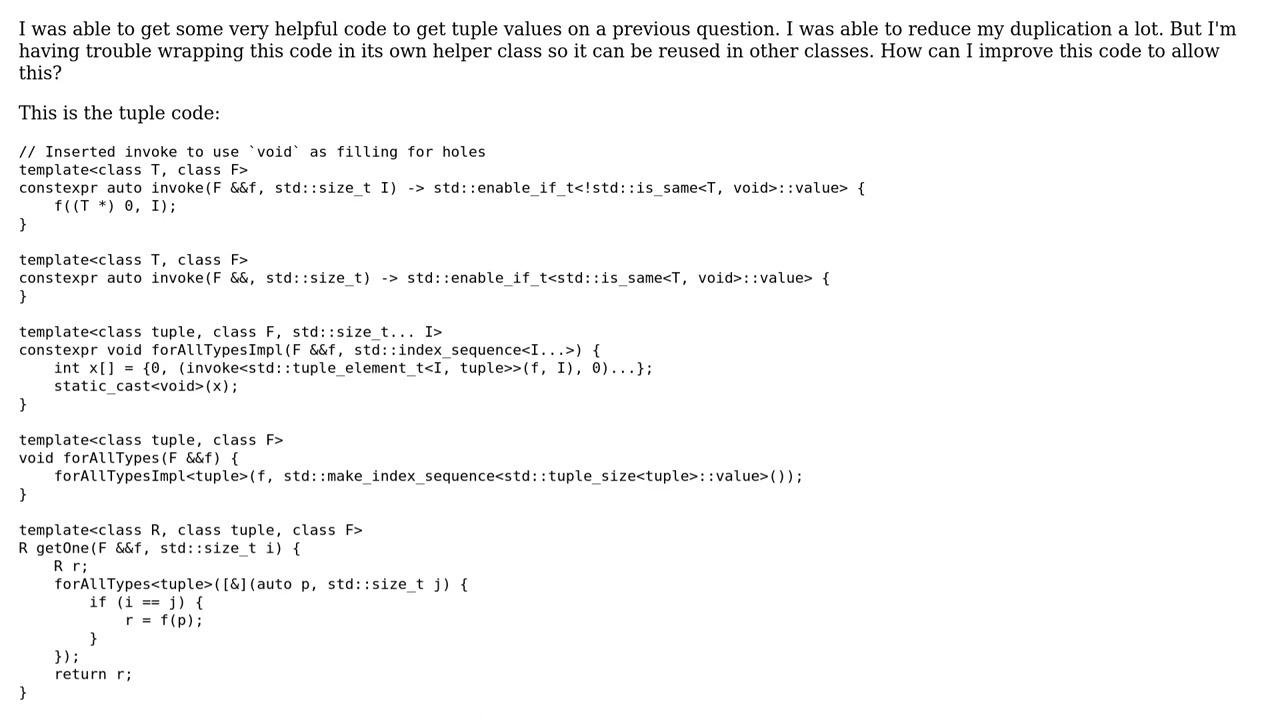 I was able to get some very helpful code to get tuple values on a previous question. I was able to reduce my duplication a lot. But I'm
having trouble wrapping this code in its own helper class so it can be reused in other classes. How can I improve this code to allow
this?
This is the tuple code:
// Inserted invoke to use `void` as filling for holes
template<class T, class F>
constexpr auto invoke(F &&f, std::size_t I) -> std::enable_if_t<!std::is_same<T, void>::value> {
    f((T *) 0, I);
}
template<class T, class F>
constexpr auto invoke(F &&, std::size_t) -> std::enable_if_t<std::is_same<T, void>::value> {
}
template<class tuple, class F, std::size_t... I>
constexpr void forAllTypesImpl(F &&f, std::index_sequence<I...>) {
    int x[] = {0, (invoke<std::tuple_element_t<I, tuple>>(f, I), 0)...};
    static_cast<void>(x);
}
template<class tuple, class F>
void forAllTypes(F &&f) {
    forAllTypesImpl<tuple>(f, std::make_index_sequence<std::tuple_size<tuple>::value>());
}
template<class R, class tuple, class F>
R getOne(F &&f, std::size_t i) {
    R r;
    forAllTypes<tuple>([&](auto p, std::size_t j) {
        if (i == j) {
            r = f(p);
        }
    });
    return r;
}